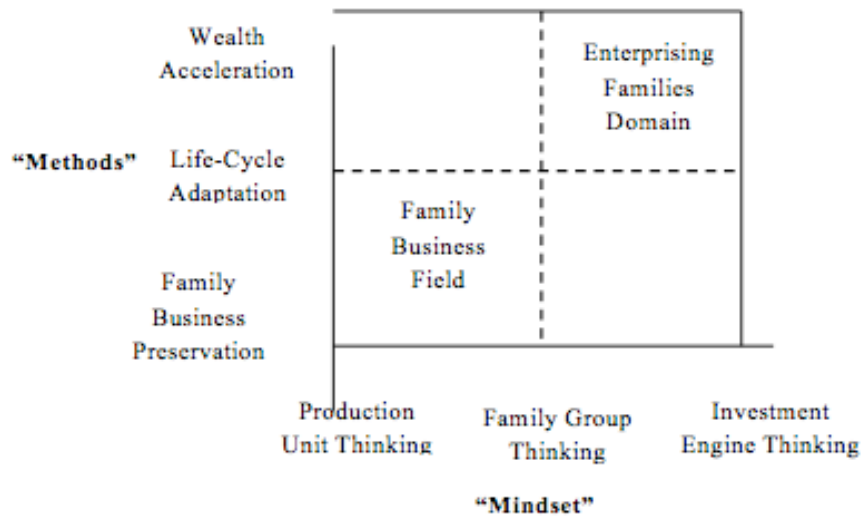 Wealth
Acceleration
Enterprising
Families
Domain
“Methods”
Life-Cycle
Adaptation
Family
Business
Field
Family
Business
Preservation
Production
Unit Thinking
Family Group
Thinking
Investment
Engine Thinking
“Mindset”